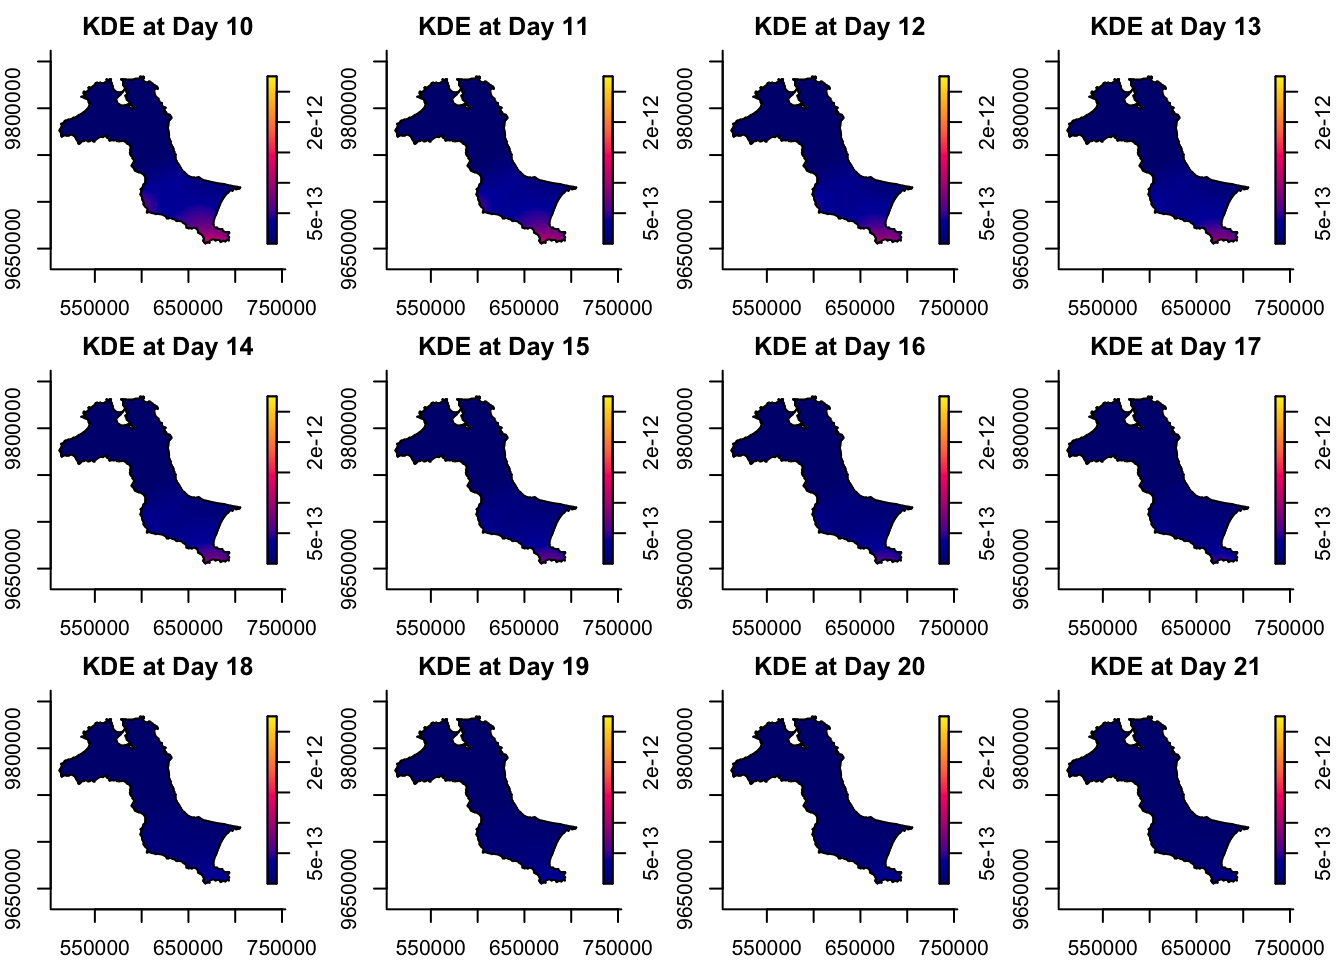 KDE at Day 10
9800000
9650000
2e-12
5e-13
550000 650000 750000
KDE at Day 11
9800000
9650000
2e-12
5e-13
550000 650000 750000
KDE at Day 12
9800000
9650000
2e-12
5e-13
550000 650000 750000
KDE at Day 13
9800000
9650000
2e-12
5e-13
550000 650000 750000
KDE at Day 14
9800000
9650000
2e-12
5e-13
550000 650000 750000
KDE at Day 15
9800000
9650000
2e-12
5e-13
550000 650000 750000
KDE at Day 16
9800000
9650000
2e-12
5e-13
550000 650000 750000
KDE at Day 17
9800000
9650000
2e-12
5e-13
550000 650000 750000
KDE at Day 18
9800000
9650000
2e-12
5e-13
550000 650000 750000
KDE at Day 19
9800000
9650000
2e-12
5e-13
550000 650000 750000
KDE at Day 20
9800000
9650000
2e-12
5e-13
550000 650000 750000
KDE at Day 21
9800000
9650000
2e-12
5e-13
550000 650000 750000